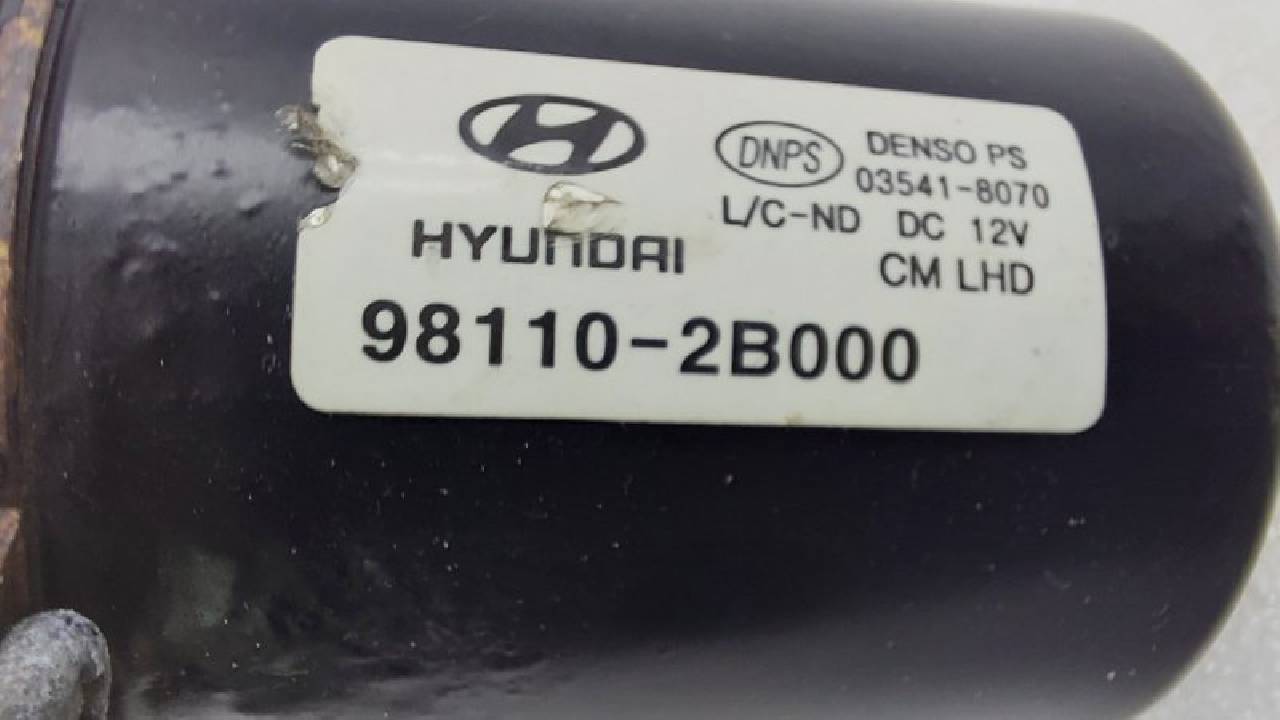 HYUNDAI
98110-2B000
DNPS
DENSO PS
03541-8070
L/C-ND DC 12V
CM LHD